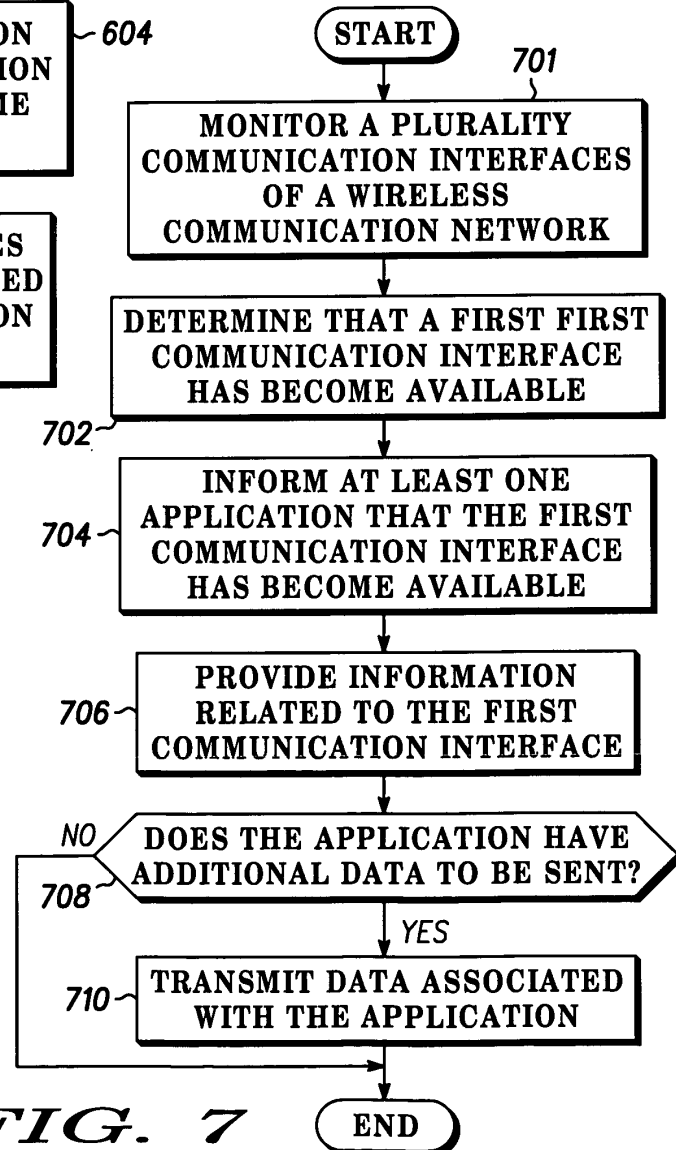 ON
ION
ME
604
ES
ED
ON
START
701
MONITOR A PLURALITY
COMMUNICATION INTERFACES
OF A WIRELESS
COMMUNICATION NETWORK
DETERMINE THAT A FIRST FIRST
COMMUNICATION INTERFACE
HAS BECOME AVAILABLE
702
INFORM AT LEAST ONE
APPLICATION THAT THE FIRST
COMMUNICATION INTERFACE
HAS BECOME AVAILABLE
704
PROVIDE INFORMATION
RELATED TO THE FIRST
COMMUNICATION INTERFACE
706
NO
DOES THE APPLICATION HAVE
ADDITIONAL DATA TO BE SENT?
708
YES
TRANSMIT DATA ASSOCIATED
WITH THE APPLICATION
710
END
FIG. 7